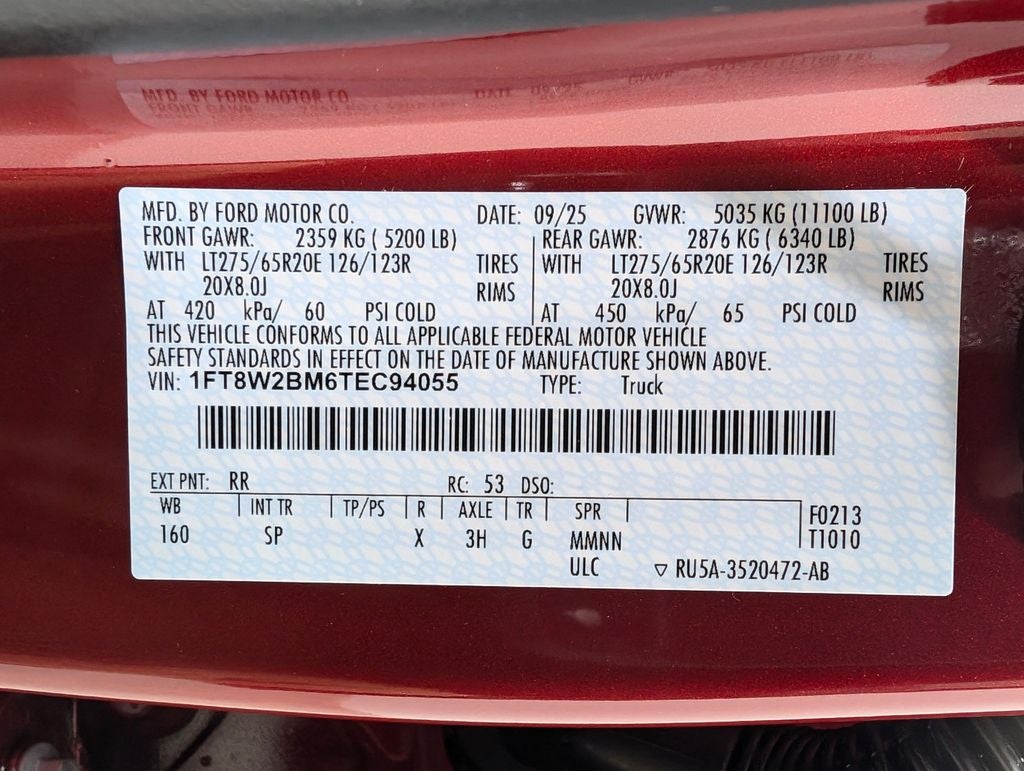 MFD. BY FORD MOTOR CO. DATE: 09/25 GVWR: 5035 KG (11100 LB)
FRONT GAWR: 2359 KG ( 5200 LB) REAR GAWR: 2876 KG ( 6340 LB)
WITH LT275/65R20E 126/123R TIRES WITH LT275/65R20E 126/123R TIRES
20X8.0J RIMS 20X8.0J RIMS
AT 420 kPa/ 60 PSI COLD AT 450 kPa/ 65 PSI COLD
THIS VEHICLE CONFORMS TO ALL APPLICABLE FEDERAL MOTOR VEHICLE
SAFETY STANDARDS IN EFFECT ON THE DATE OF MANUFACTURE SHOWN ABOVE.
VIN: 1FT8W2BM6TEC94055 TYPE: Truck
EXT PNT: RR RC: 53 DSO:
WB INT TR TP/PS R AXLE TR SPR F0213
160 SP X 3H G MMNN T1010
ULC ▽ RU5A-3520472-AB